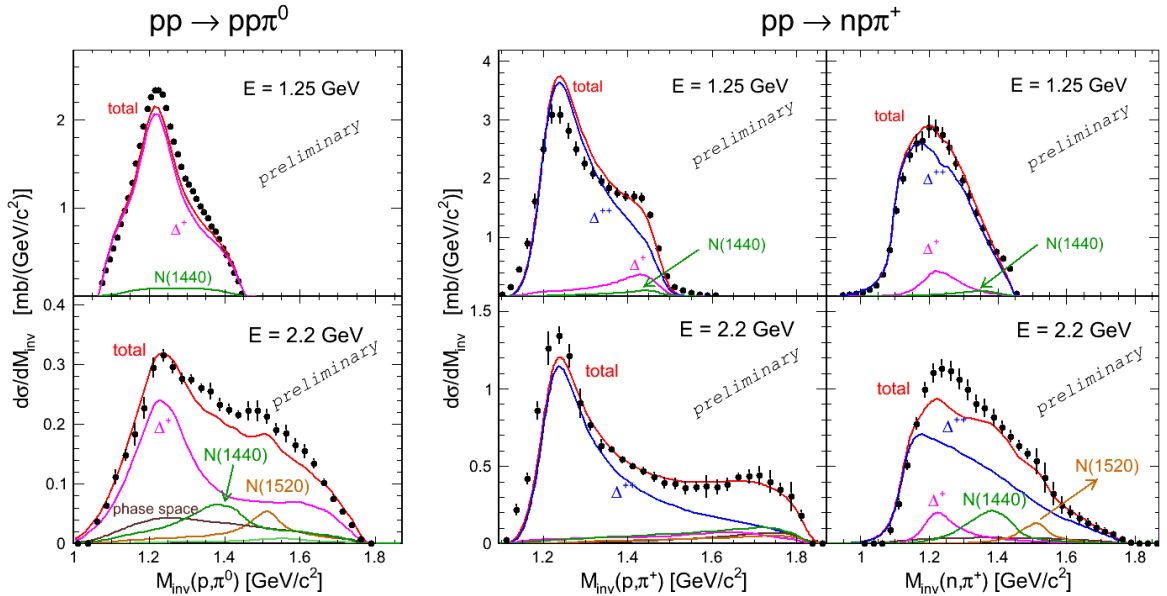 pp → ppπ⁰
pp → npπ⁺
dσ/dM_inv [mb/(GeV/c²)]
2
1
E = 1.25 GeV
total
preliminary
Δ⁺
N(1440)
0.4
0.3
0.2
0.1
0
E = 2.2 GeV
total
preliminary
Δ⁺
N(1440)
N(1520)
phase space
1 1.2 1.4 1.6 1.8
M_inv(p,π⁰) [GeV/c²]
dσ/dM_inv [mb/(GeV/c²)]
4
3
2
1
E = 1.25 GeV
total
preliminary
Δ⁺⁺
N(1440)
Δ⁺
1.5
1
0.5
0
E = 2.2 GeV
total
preliminary
Δ⁺⁺
1.2 1.4 1.6 1.8
M_inv(p,π⁺) [GeV/c²]
E = 1.25 GeV
total
preliminary
Δ⁺⁺
Δ⁺
N(1440)
E = 2.2 GeV
total
preliminary
Δ⁺⁺
N(1520)
N(1440)
Δ⁺
1 1.2 1.4 1.6 1.8
M_inv(n,π⁺) [GeV/c²]